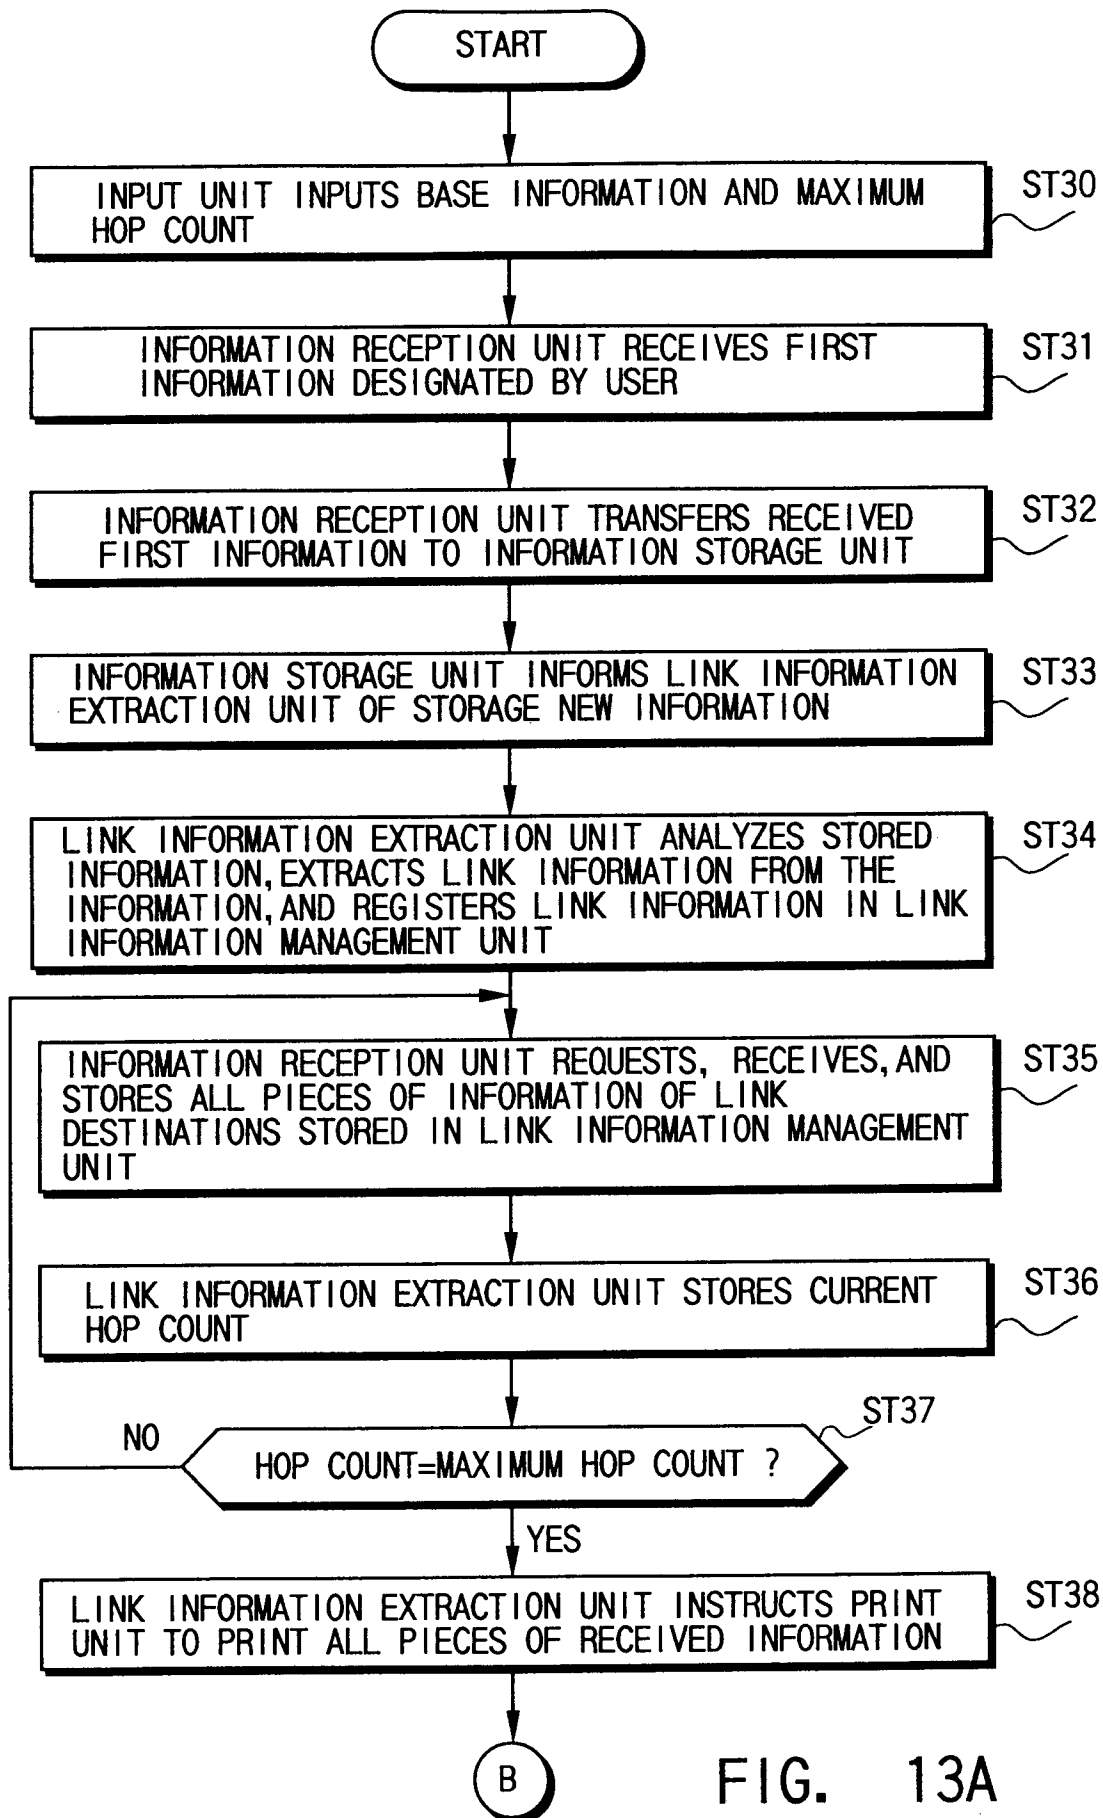 START
INPUT UNIT INPUTS BASE INFORMATION AND MAXIMUM
HOP COUNT
ST30
INFORMATION RECEPTION UNIT RECEIVES FIRST
INFORMATION DESIGNATED BY USER
ST31
INFORMATION RECEPTION UNIT TRANSFERS RECEIVED
FIRST INFORMATION TO INFORMATION STORAGE UNIT
ST32
INFORMATION STORAGE UNIT INFORMS LINK INFORMATION
EXTRACTION UNIT OF STORAGE NEW INFORMATION
ST33
LINK INFORMATION EXTRACTION UNIT ANALYZES STORED
INFORMATION, EXTRACTS LINK INFORMATION FROM THE
INFORMATION, AND REGISTERS LINK INFORMATION IN LINK
INFORMATION MANAGEMENT UNIT
ST34
INFORMATION RECEPTION UNIT REQUESTS, RECEIVES, AND
STORES ALL PIECES OF INFORMATION OF LINK
DESTINATIONS STORED IN LINK INFORMATION MANAGEMENT
UNIT
ST35
LINK INFORMATION EXTRACTION UNIT STORES CURRENT
HOP COUNT
ST36
ST37
NO
HOP COUNT=MAXIMUM HOP COUNT ?
YES
LINK INFORMATION EXTRACTION UNIT INSTRUCTS PRINT
UNIT TO PRINT ALL PIECES OF RECEIVED INFORMATION
ST38
B
FIG. 13A